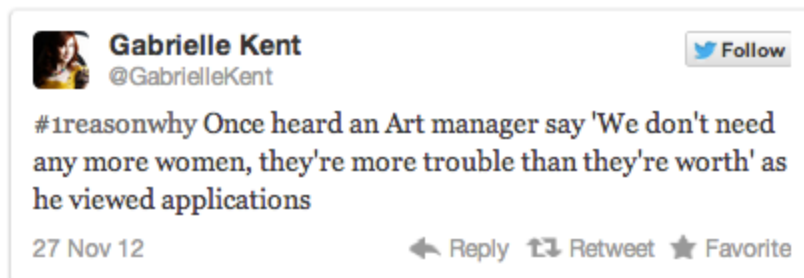 Gabrielle Kent
Follow
@GabrielleKent
#1reasonwhy Once heard an Art manager say 'We don't need
any more women, they're more trouble than they're worth' as
he viewed applications
27 Nov 12 Reply Retweet Favorite